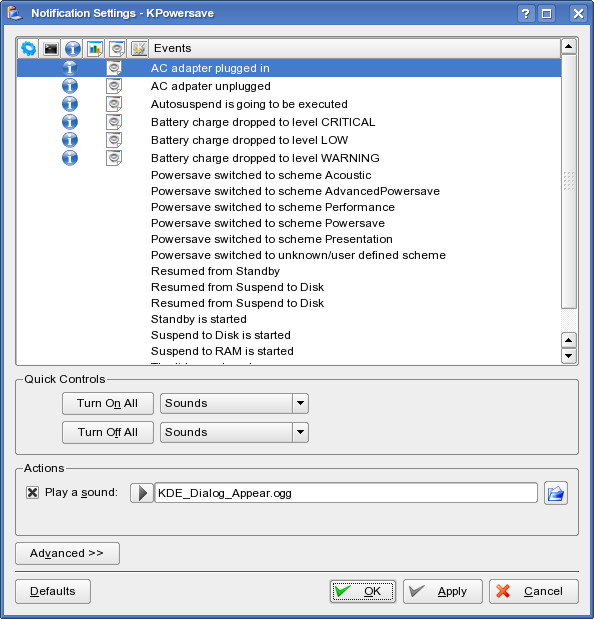 Notification Settings - KPowersave
Events
AC adapter plugged in
AC adpater unplugged
Autosuspend is going to be executed
Battery charge dropped to level CRITICAL
Battery charge dropped to level LOW
Battery charge dropped to level WARNING
Powersave switched to scheme Acoustic
Powersave switched to scheme AdvancedPowersave
Powersave switched to scheme Performance
Powersave switched to scheme Powersave
Powersave switched to scheme Presentation
Powersave switched to unknown/user defined scheme
Resumed from Standby
Resumed from Suspend to Disk
Resumed from Suspend to Disk
Standby is started
Suspend to Disk is started
Suspend to RAM is started
Quick Controls
Turn On All Sounds
Turn Off All Sounds
Actions
Play a sound: KDE_Dialog_Appear.ogg
Advanced >>
Defaults OK Apply Cancel